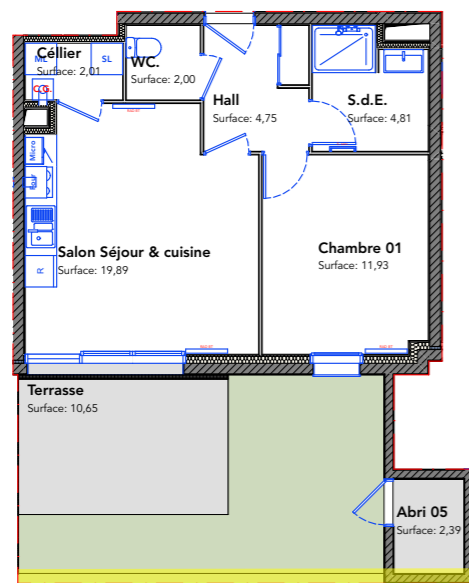 Céllier
Surface: 2,01
ML
SL
C.G.
WC.
Surface: 2,00
Hall
Surface: 4,75
S.d.E.
Surface: 4,81
Micro
Four
R
Salon Séjour & cuisine
Surface: 19,89
Chambre 01
Surface: 11,93
Terrasse
Surface: 10,65
Abri 05
Surface: 2,39